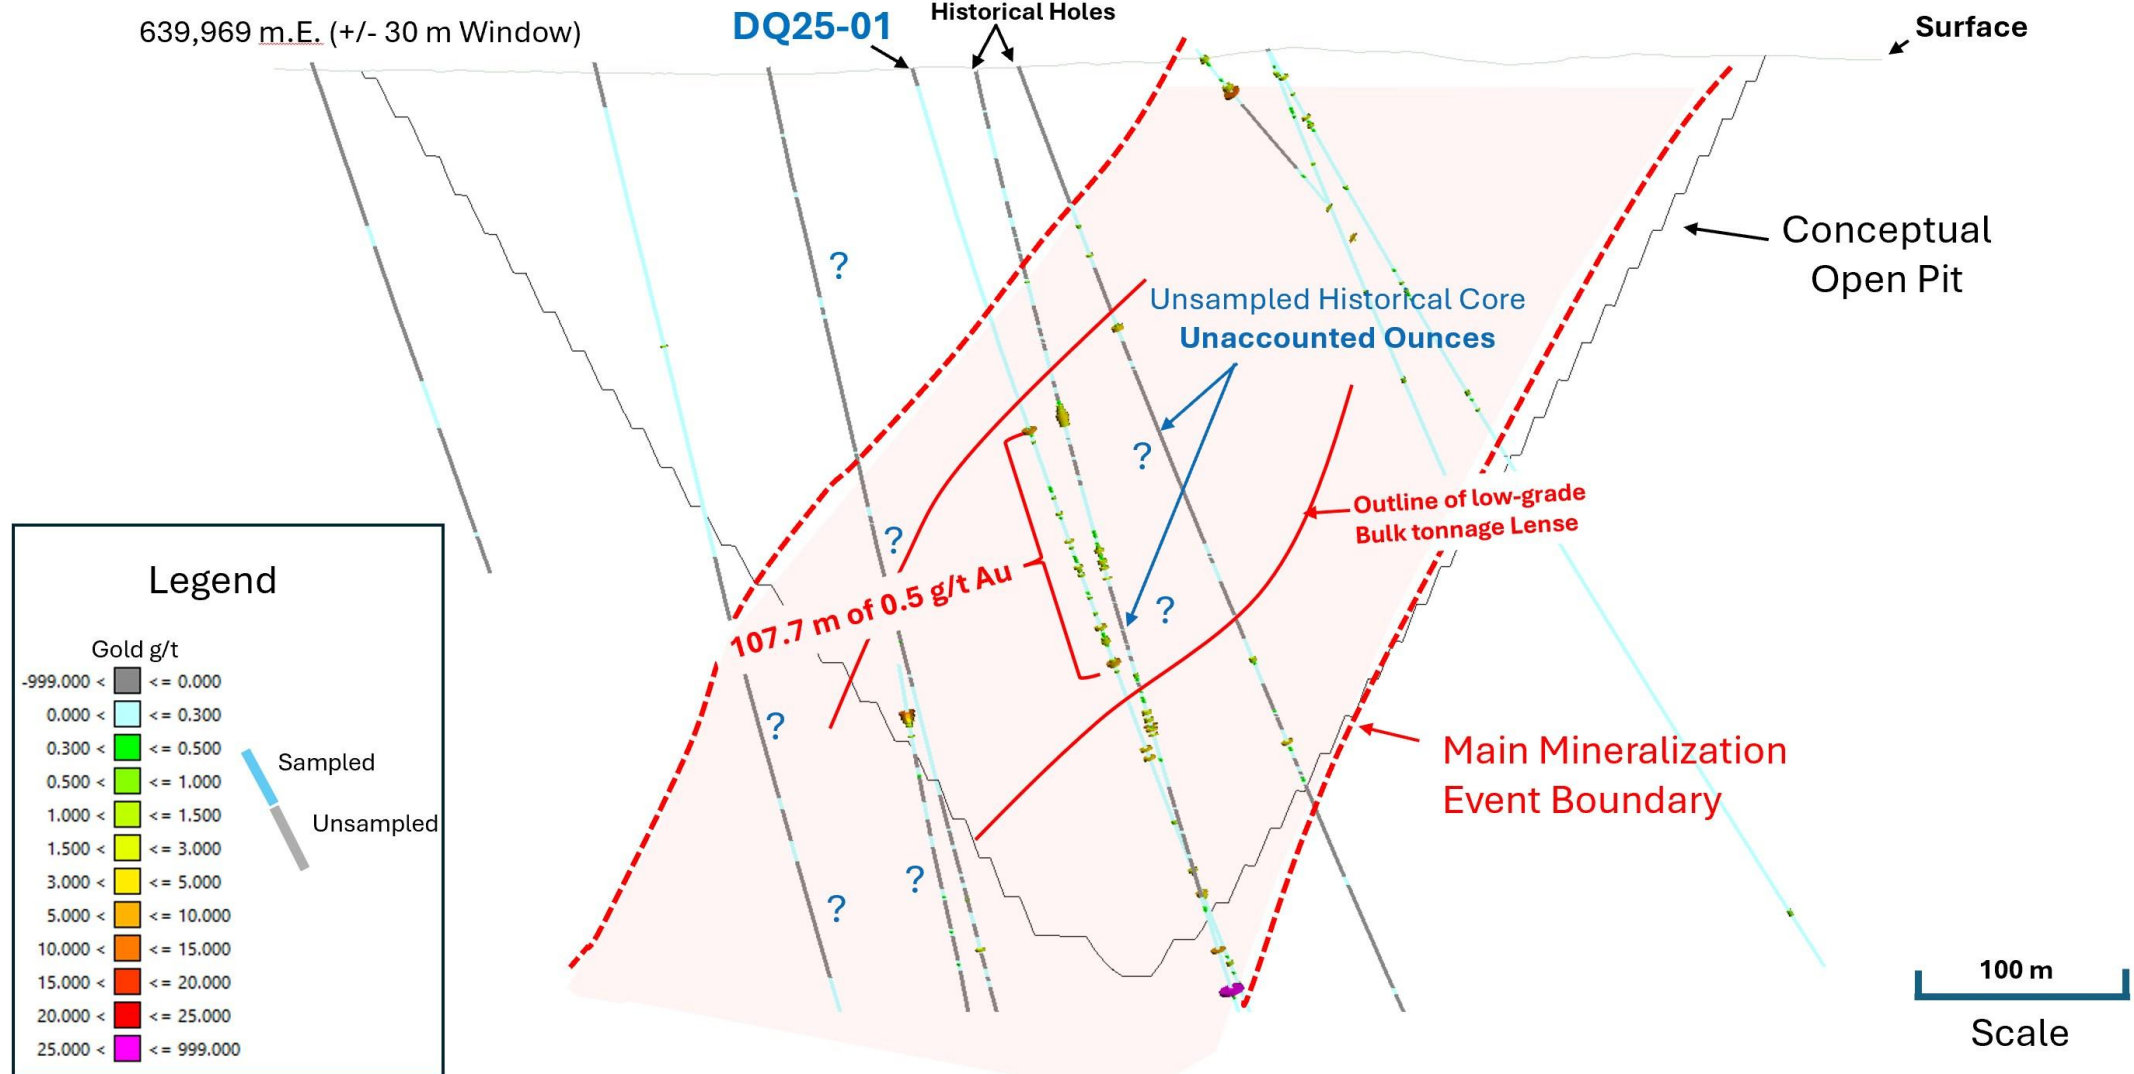 639,969 m.E. (+/- 30 m Window)
DQ25-01
Historical Holes
Surface
Conceptual
Open Pit
?
Unsampled Historical Core
Unaccounted Ounces
?
?
?
Outline of low-grade
Bulk tonnage Lense
107.7 m of 0.5 g/t Au
?
?
?
Main Mineralization
Event Boundary
100 m
Scale
Legend
Gold g/t
-999.000 < <= 0.000
0.000 < <= 0.300
0.300 < <= 0.500
0.500 < <= 1.000
1.000 < <= 1.500
1.500 < <= 3.000
3.000 < <= 5.000
5.000 < <= 10.000
10.000 < <= 15.000
15.000 < <= 20.000
20.000 < <= 25.000
25.000 < <= 999.000
Sampled
Unsampled